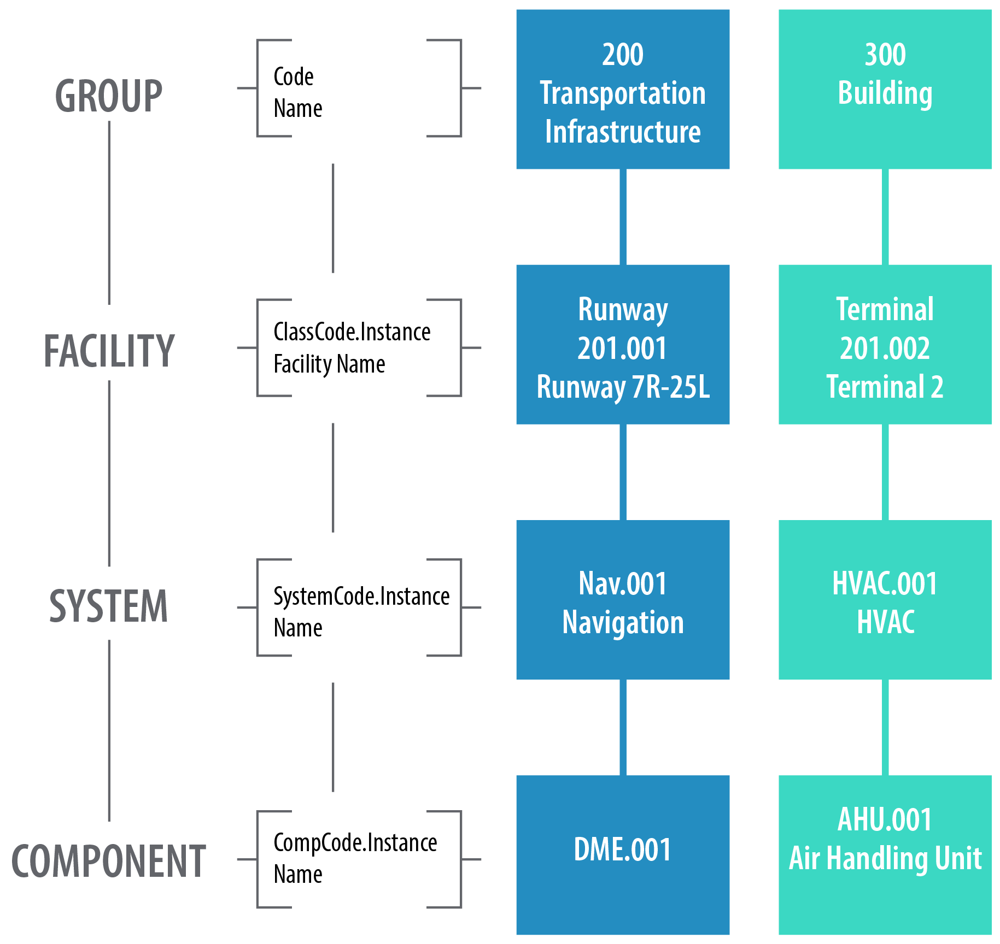 GROUP
Code
Name
200
Transportation
Infrastructure
300
Building
FACILITY
ClassCode.Instance
Facility Name
Runway
201.001
Runway 7R-25L
Terminal
201.002
Terminal 2
SYSTEM
SystemCode.Instance
Name
Nav.001
Navigation
HVAC.001
HVAC
COMPONENT
CompCode.Instance
Name
DME.001
AHU.001
Air Handling Unit